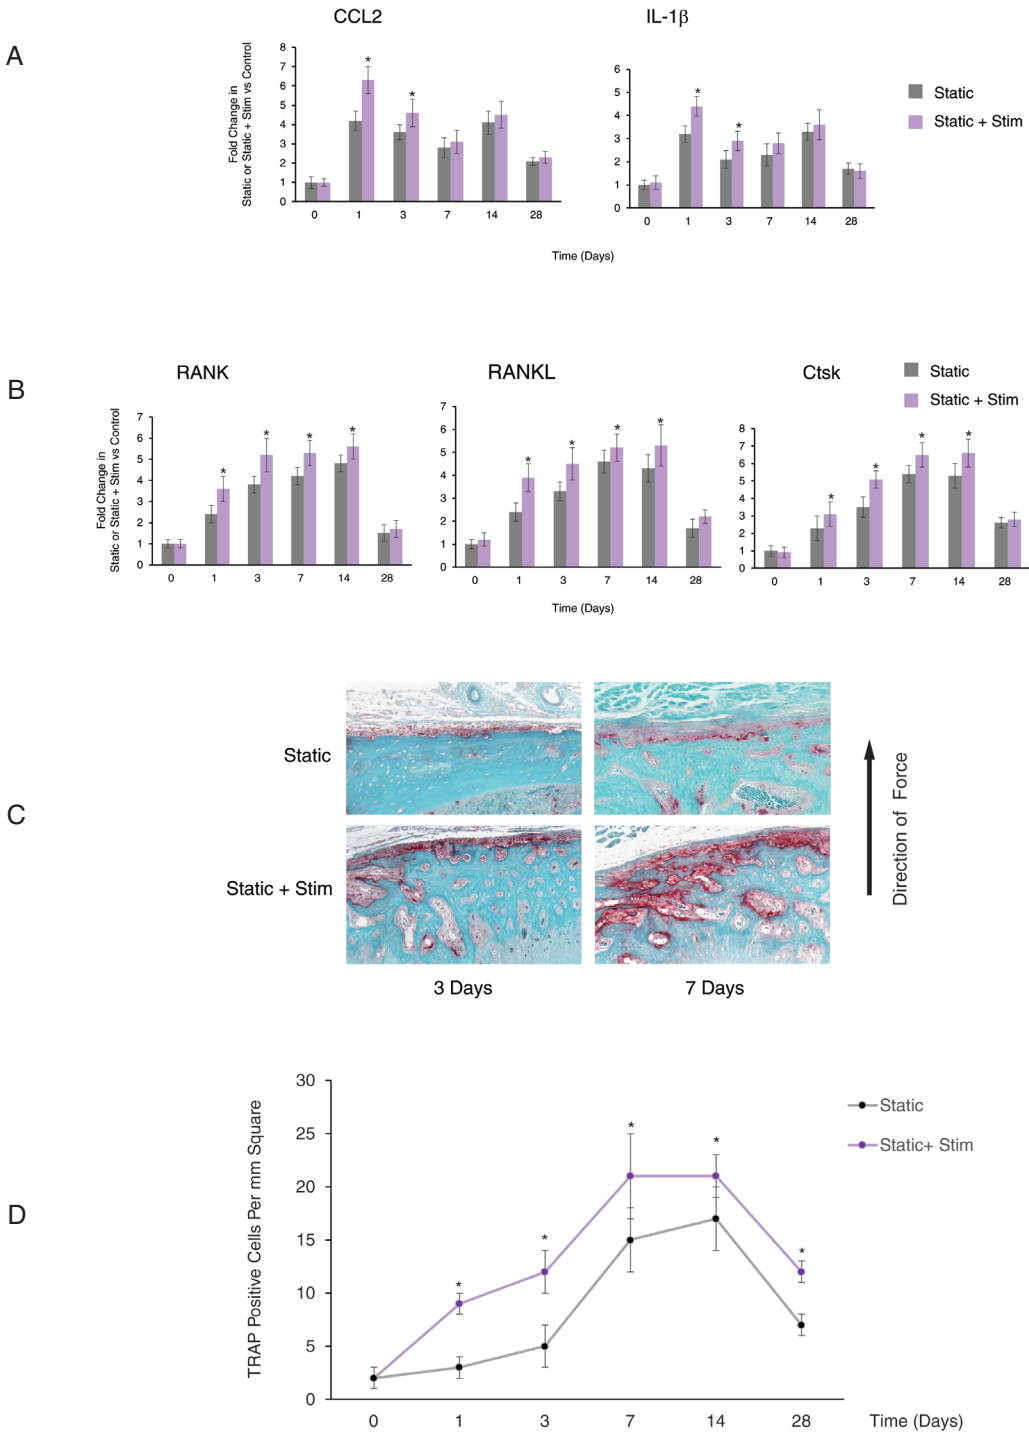 A
CCL2
IL-1β
Fold Change in
Static or Static + Stim vs Control
8
7
6
5
4
3
2
1
0
* *
0 1 3 7 14 28
6
5
4
3
2
1
0
* *
0 1 3 7 14 28
Static
Static + Stim
Time (Days)
B
RANK
RANKL
Ctsk
Static
Static + Stim
Fold Change in
Static or Static + Stim vs Control
7
6
5
4
3
2
1
0
* * * *
0 1 3 7 14 28
7
6
5
4
3
2
1
0
* * * *
0 1 3 7 14 28
8
7
6
5
4
3
2
1
0
* * * *
0 1 3 7 14 28
Time (Days)
C
Static
Static + Stim
3 Days
7 Days
Direction of Force
D
TRAP Positive Cells Per mm Square
30
25
20
15
10
5
0
* * * * *
0 1 3 7 14 28
Time (Days)
Static
Static+ Stim